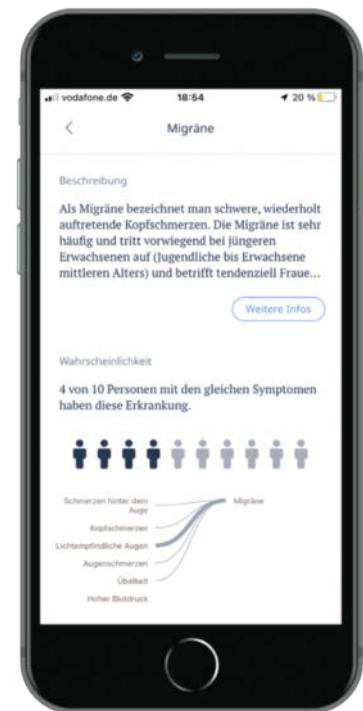 vodafone.de 18:54 20 %
Migräne
Beschreibung
Als Migräne bezeichnet man schwere, wiederholt
auftretende Kopfschmerzen. Die Migräne ist sehr
häufig und tritt vorwiegend bei jüngeren
Erwachsenen auf (Jugendliche bis Erwachsene
mittleren Alters) und betrifft tendenziell Fraue...
Weitere Infos
Wahrscheinlichkeit
4 von 10 Personen mit den gleichen Symptomen
haben diese Erkrankung.
Schmerzen hinter dem
Auge
Migräne
Kopfschmerzen
Lichtempfindliche Augen
Augenschmerzen
Übelkeit
Hoher Blutdruck